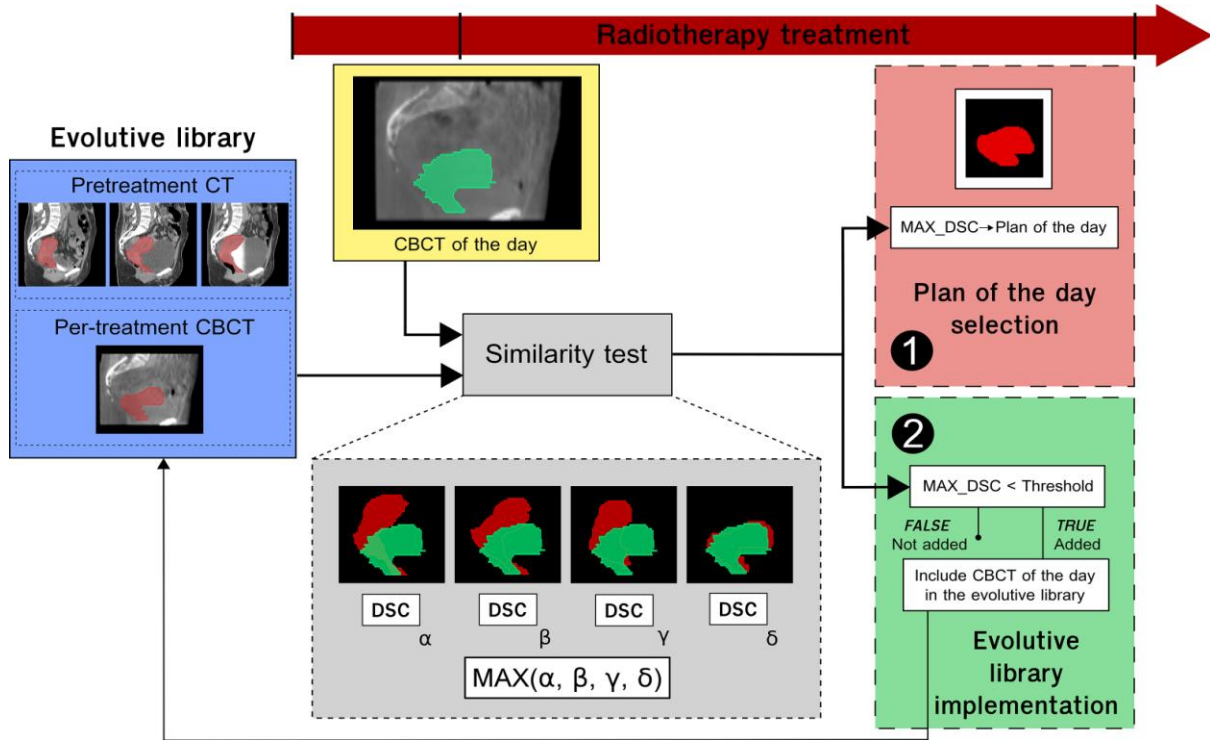 Radiotherapy treatment
Evolutive library
Pretreatment CT
Per-treatment CBCT
CBCT of the day
Similarity test
DSC
α
DSC
β
DSC
γ
DSC
δ
MAX(α, β, γ, δ)
MAX_DSC→Plan of the day
Plan of the day
selection
1
2
MAX_DSC < Threshold
FALSE
Not added
TRUE
Added
Include CBCT of the day
in the evolutive library
Evolutive
library
implementation